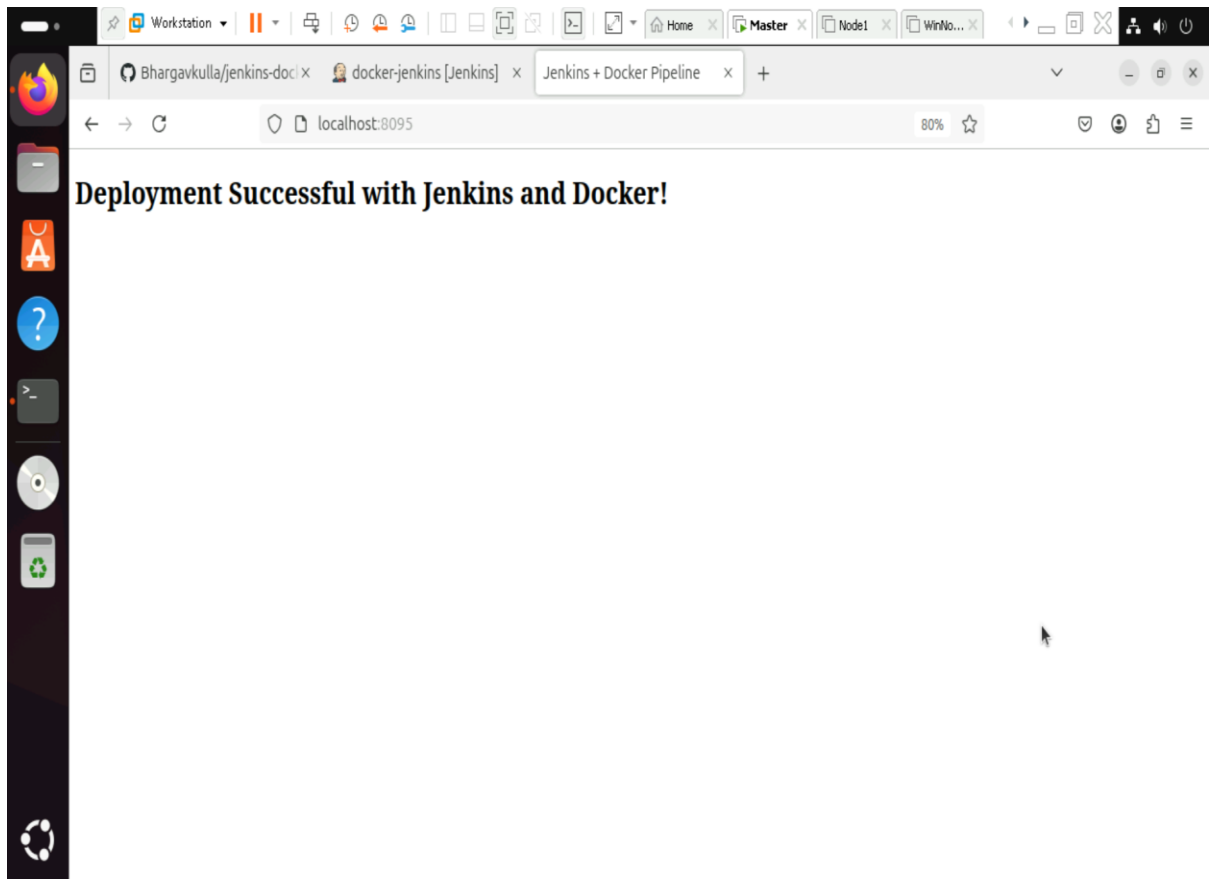 Workstation
Home
Master
Node1
WinNo...
Bhargavkulla/jenkins-doc
docker-jenkins [Jenkins]
Jenkins + Docker Pipeline
localhost:8095
80%
Deployment Successful with Jenkins and Docker!